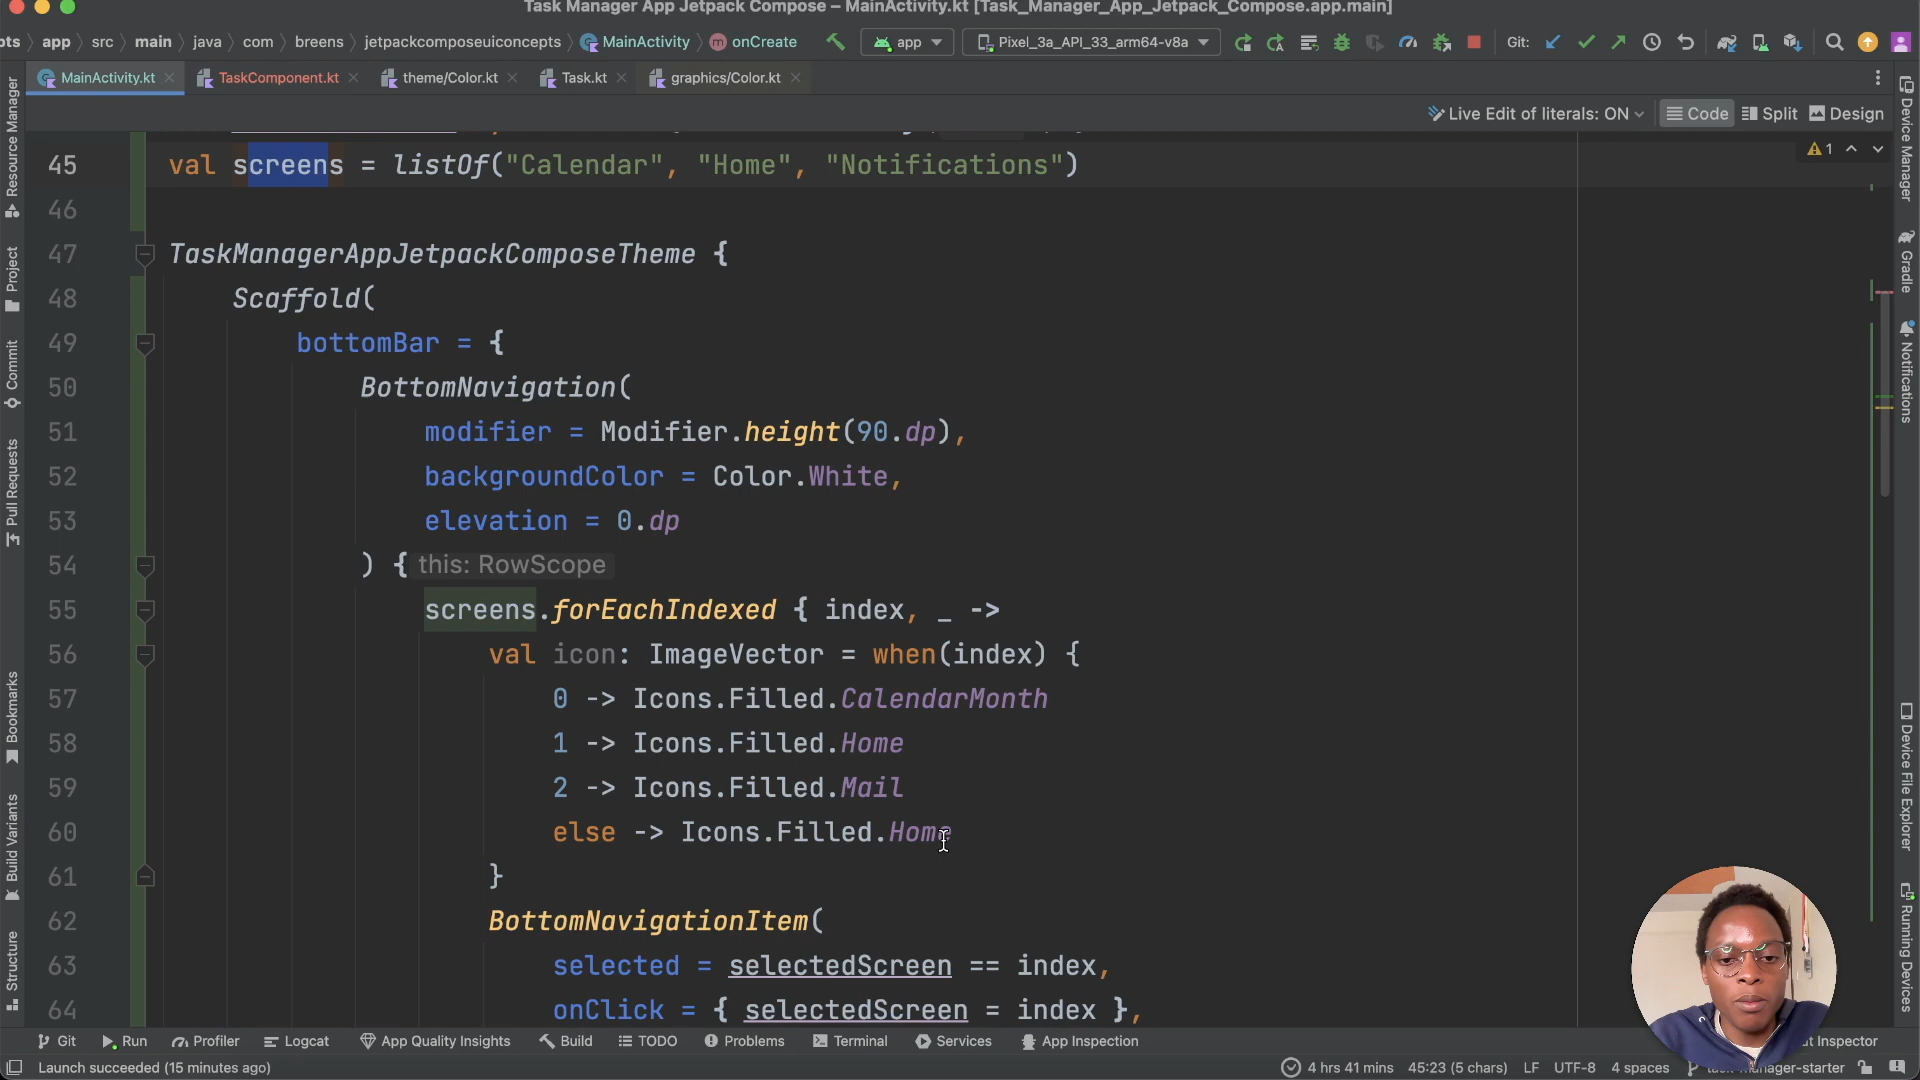 Task Manager App Jetpack Compose – MainActivity.kt [Task_Manager_App_Jetpack_Compose.app.main]
pts app src main java com breens jetpackcomposeuiconcepts MainActivity onCreate app Pixel_3a_API_33_arm64-v8a Git:
MainActivity.kt TaskComponent.kt theme/Color.kt Task.kt graphics/Color.kt
Live Edit of literals: ON Code Split Design
1
45 val screens = listOf("Calendar", "Home", "Notifications")
46
47 TaskManagerAppJetpackComposeTheme {
48 Scaffold(
49 bottomBar = {
50 BottomNavigation(
51 modifier = Modifier.height(90.dp),
52 backgroundColor = Color.White,
53 elevation = 0.dp
54 ) { this: RowScope
55 screens.forEachIndexed { index, _ ->
56 val icon: ImageVector = when(index) {
57 0 -> Icons.Filled.CalendarMonth
58 1 -> Icons.Filled.Home
59 2 -> Icons.Filled.Mail
60 else -> Icons.Filled.Home
61 }
62 BottomNavigationItem(
63 selected = selectedScreen == index,
64 onClick = { selectedScreen = index },
Resource Manager
Project
Commit
Pull Requests
Bookmarks
Build Variants
Structure
Device Manager
Gradle
Notifications
Device File Explorer
Running Devices
Git Run Profiler Logcat App Quality Insights Build TODO Problems Terminal Services App Inspection Inspector
Launch succeeded (15 minutes ago) 4 hrs 41 mins 45:23 (5 chars) LF UTF-8 4 spaces task-manager-starter